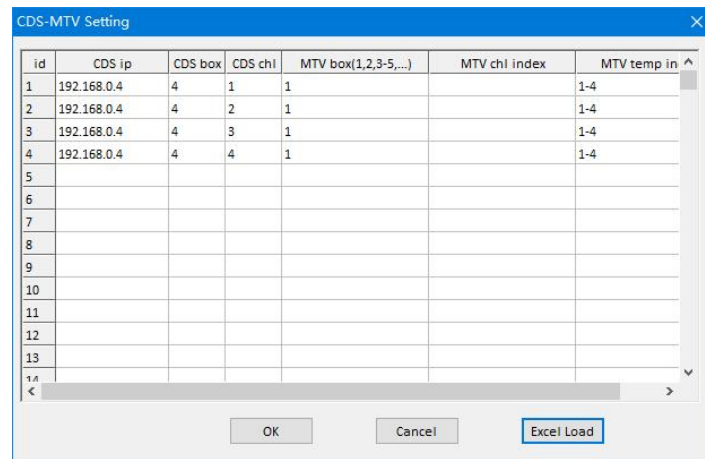 CDS-MTV Setting
id CDS ip CDS box CDS chl MTV box(1,2,3-5,...) MTV chl index MTV temp in
1 192.168.0.4 4 1 1 1-4
2 192.168.0.4 4 2 1 1-4
3 192.168.0.4 4 3 1 1-4
4 192.168.0.4 4 4 1 1-4
5
6
7
8
9
10
11
12
13
14
OK Cancel Excel Load